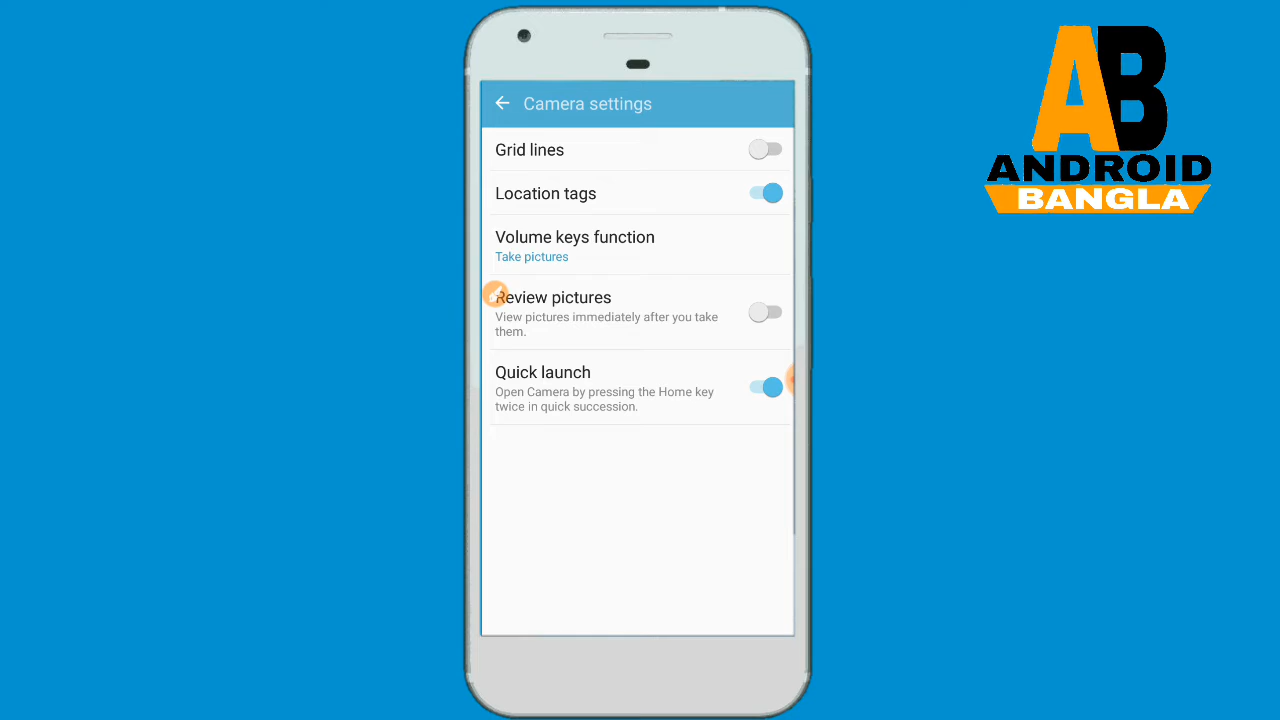 Camera settings
Grid lines
Location tags
Volume keys function
Take pictures
Review pictures
View pictures immediately after you take
them.
Quick launch
Open Camera by pressing the Home key
twice in quick succession.
AB
ANDROID
BANGLA